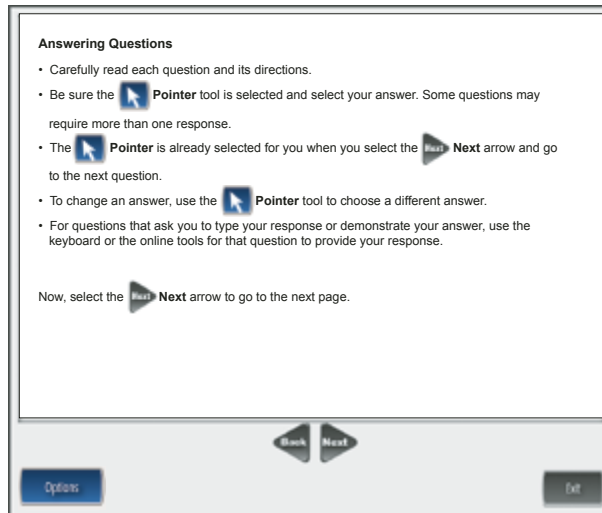 Answering Questions
• Carefully read each question and its directions.
• Be sure the Pointer tool is selected and select your answer. Some questions may
require more than one response.
• The Pointer is already selected for you when you select the Next Next arrow and go
to the next question.
• To change an answer, use the Pointer tool to choose a different answer.
• For questions that ask you to type your response or demonstrate your answer, use the
keyboard or the online tools for that question to provide your response.
Now, select the Next Next arrow to go to the next page.
Back Next
Options Exit